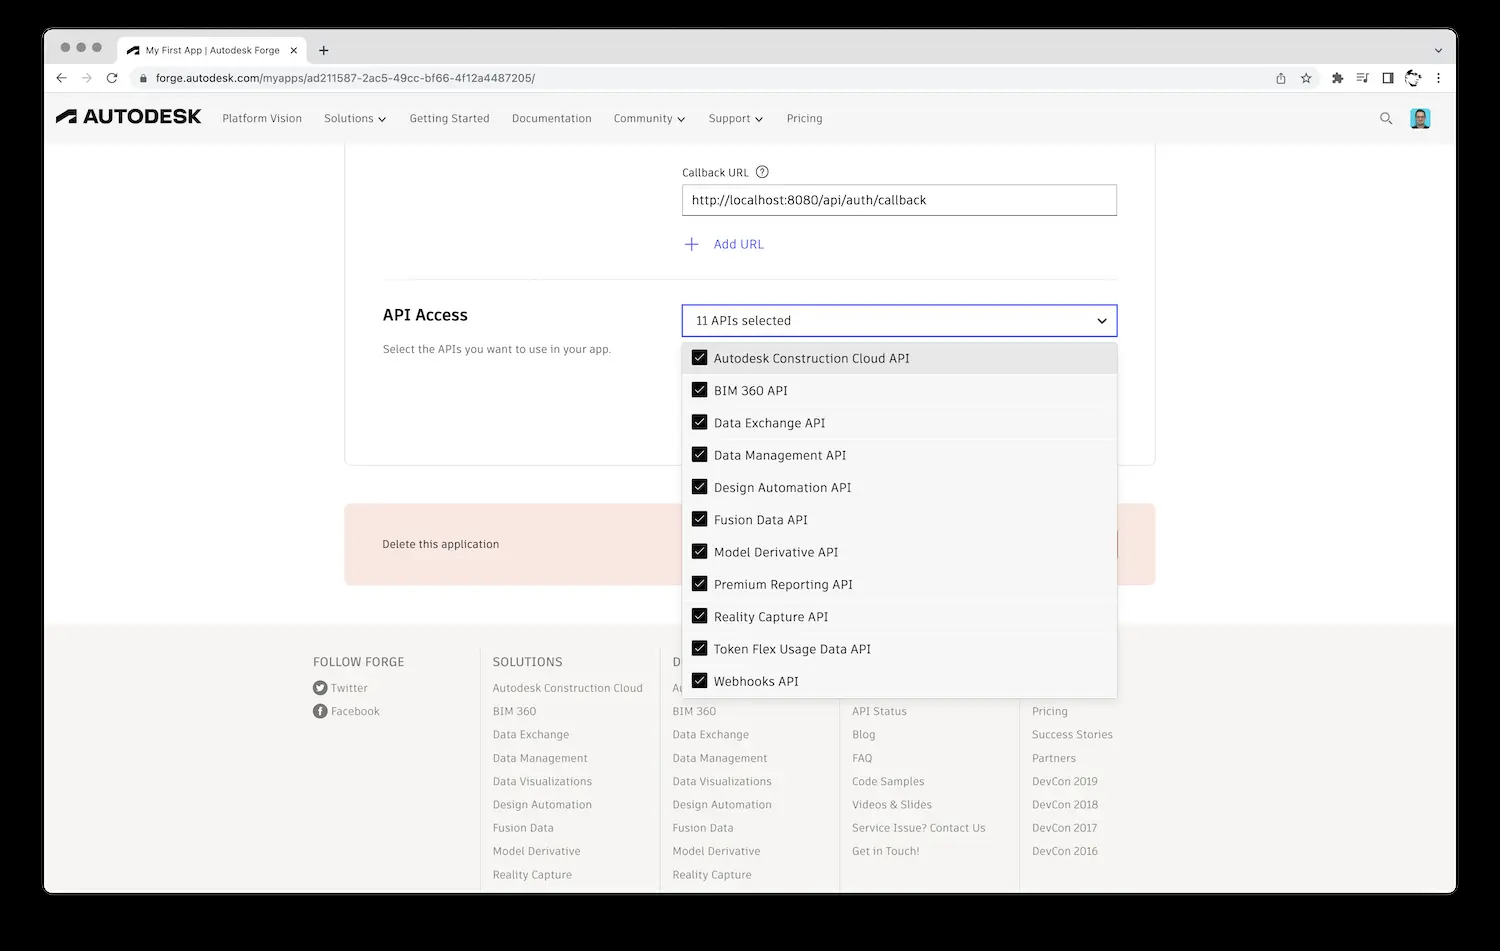 My First App | Autodesk Forge
forge.autodesk.com/myapps/ad211587-2ac5-49cc-bf66-4f12a4487205/
AUTODESK
Platform Vision
Solutions
Getting Started
Documentation
Community
Support
Pricing
Callback URL ?
http://localhost:8080/api/auth/callback
Add URL
API Access
Select the APIs you want to use in your app.
11 APIs selected
Autodesk Construction Cloud API
BIM 360 API
Data Exchange API
Data Management API
Design Automation API
Fusion Data API
Model Derivative API
Premium Reporting API
Reality Capture API
Token Flex Usage Data API
Webhooks API
Delete this application
FOLLOW FORGE
Twitter
Facebook
SOLUTIONS
Autodesk Construction Cloud
BIM 360
Data Exchange
Data Management
Data Visualizations
Design Automation
Fusion Data
Model Derivative
Reality Capture
BIM 360
Data Exchange
Data Management
Data Visualizations
Design Automation
Fusion Data
Model Derivative
Reality Capture
API Status
Blog
FAQ
Code Samples
Videos & Slides
Service Issue? Contact Us
Get in Touch!
Pricing
Success Stories
Partners
DevCon 2019
DevCon 2018
DevCon 2017
DevCon 2016